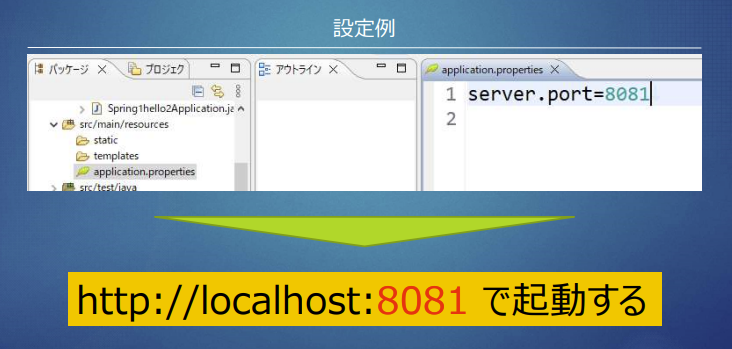 設定例
パッケージ プロジェク
アウトライン
application.properties
Spring1hello2Application.ja
src/main/resources
static
templates
application.properties
src/test/java
1 server.port=8081
2
http://localhost:8081 で起動する